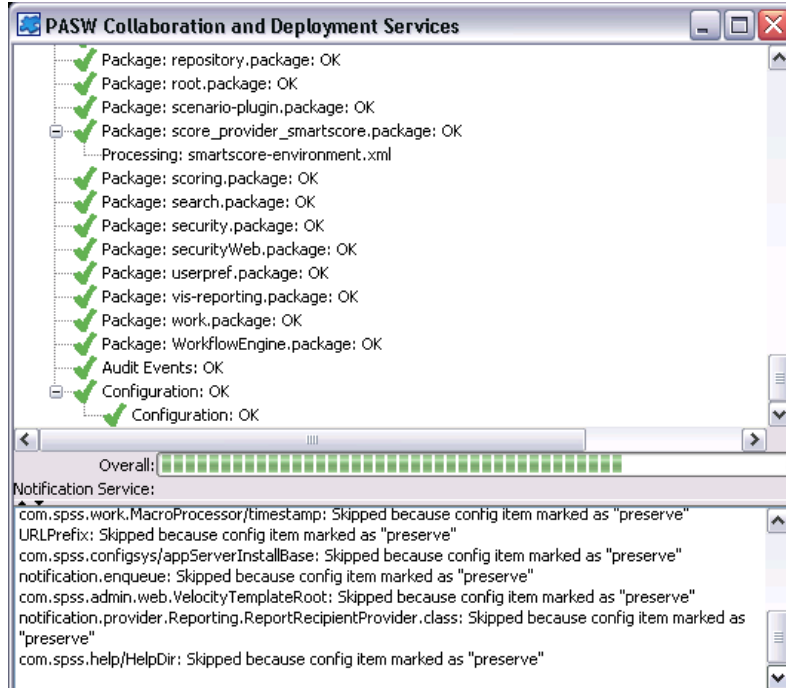 PASW Collaboration and Deployment Services
Package: repository.package: OK
Package: root.package: OK
Package: scenario-plugin.package: OK
Package: score_provider_smartscore.package: OK
Processing: smartscore-environment.xml
Package: scoring.package: OK
Package: search.package: OK
Package: security.package: OK
Package: securityWeb.package: OK
Package: userpref.package: OK
Package: vis-reporting.package: OK
Package: work.package: OK
Package: WorkflowEngine.package: OK
Audit Events: OK
Configuration: OK
Configuration: OK
Overall:
Notification Service:
com.spss.work.MacroProcessor/timestamp: Skipped because config item marked as "preserve"
URLPrefix: Skipped because config item marked as "preserve"
com.spss.configsys/appServerInstallBase: Skipped because config item marked as "preserve"
notification.enqueue: Skipped because config item marked as "preserve"
com.spss.admin.web.VelocityTemplateRoot: Skipped because config item marked as "preserve"
notification.provider.Reporting.ReportRecipientProvider.class: Skipped because config item marked as
"preserve"
com.spss.help/HelpDir: Skipped because config item marked as "preserve"